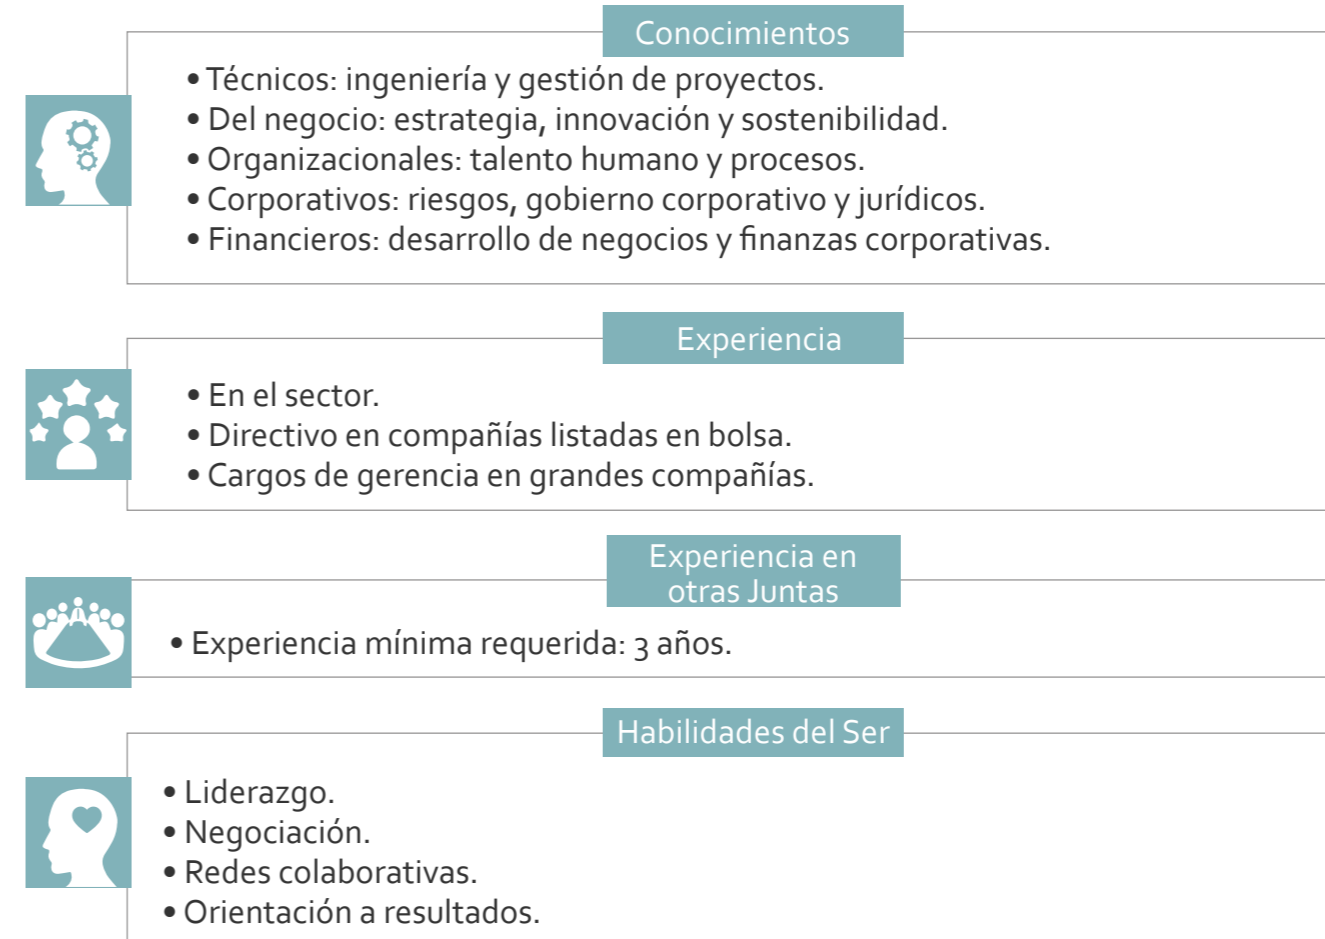 Conocimientos
• Técnicos: ingeniería y gestión de proyectos.
• Del negocio: estrategia, innovación y sostenibilidad.
• Organizacionales: talento humano y procesos.
• Corporativos: riesgos, gobierno corporativo y jurídicos.
• Financieros: desarrollo de negocios y finanzas corporativas.
Experiencia
• En el sector.
• Directivo en compañías listadas en bolsa.
• Cargos de gerencia en grandes compañías.
Experiencia en
otras Juntas
• Experiencia mínima requerida: 3 años.
Habilidades del Ser
• Liderazgo.
• Negociación.
• Redes colaborativas.
• Orientación a resultados.